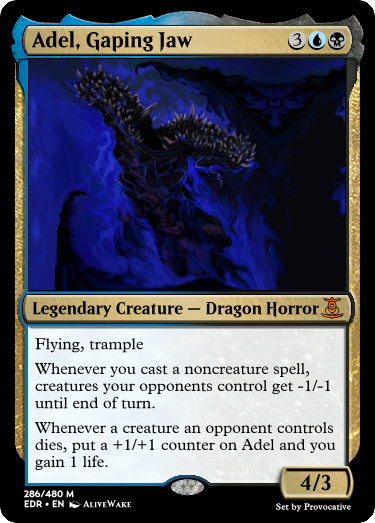 Adel, Gaping Jaw 3
Legendary Creature — Dragon Horror
Flying, trample
Whenever you cast a noncreature spell,
creatures your opponents control get -1/-1
until end of turn.
Whenever a creature an opponent controls
dies, put a +1/+1 counter on Adel and you
gain 1 life.
4/3
286/480 M
EDR • EN AliveWake
Set by Provocative